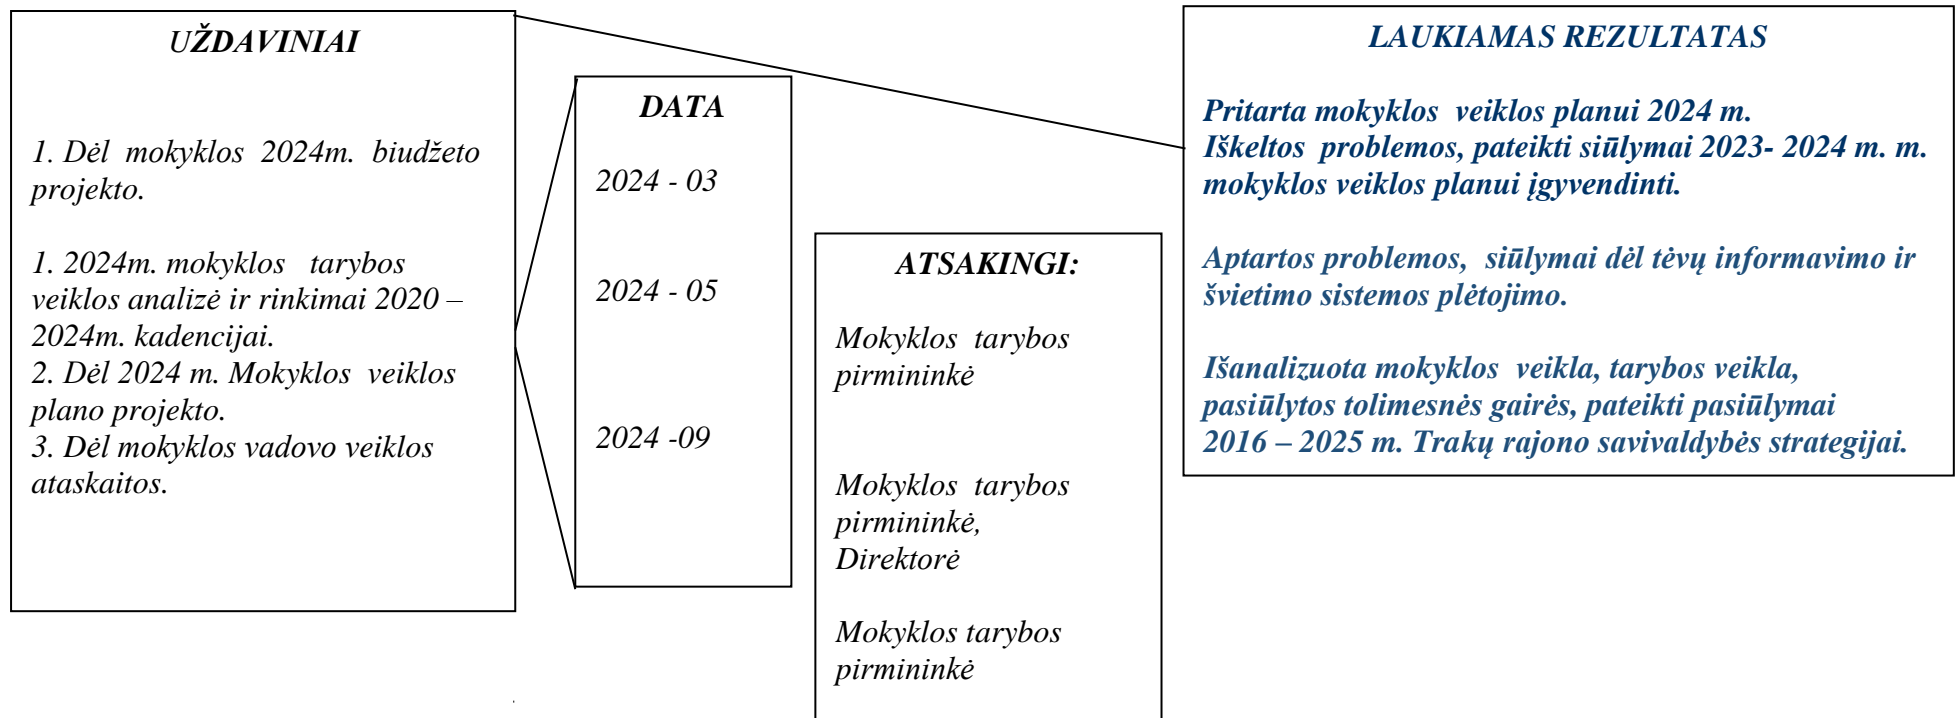 UŽDAVINIAI
1. Dėl mokyklos 2024m. biudžeto
projekto.
1. 2024m. mokyklos tarybos
veiklos analizė ir rinkimai 2020 –
2024m. kadencijai.
2. Dėl 2024 m. Mokyklos veiklos
plano projekto.
3. Dėl mokyklos vadovo veiklos
ataskaitos.
DATA
2024 - 03
2024 - 05
2024 -09
ATSAKINGI:
Mokyklos tarybos
pirmininkė
Mokyklos tarybos
pirmininkė,
Direktorė
Mokyklos tarybos
pirmininkė
LAUKIAMAS REZULTATAS
Pritarta mokyklos veiklos planui 2024 m.
Iškeltos problemos, pateikti siūlymai 2023- 2024 m. m.
mokyklos veiklos planui įgyvendinti.
Aptartos problemos, siūlymai dėl tėvų informavimo ir
švietimo sistemos plėtojimo.
Išanalizuota mokyklos veikla, tarybos veikla,
pasiūlytos tolimesnės gairės, pateikti pasiūlymai
2016 – 2025 m. Trakų rajono savivaldybės strategijai.